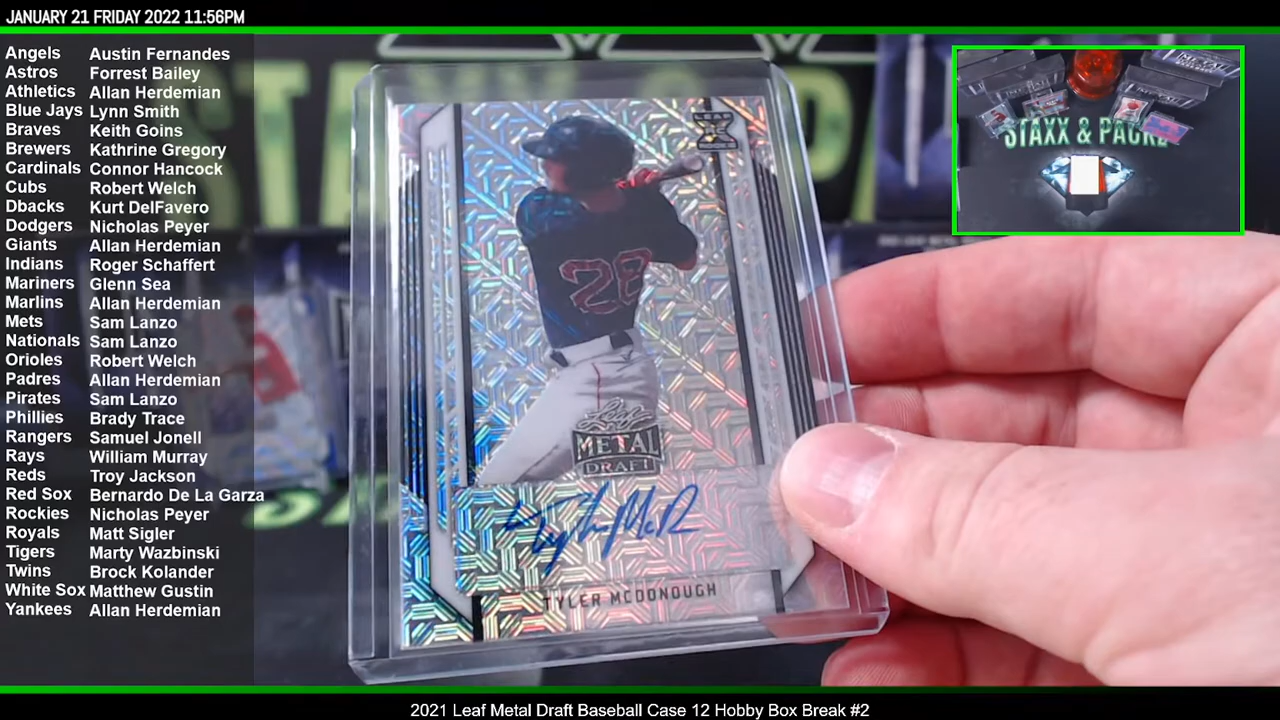 JANUARY 21 FRIDAY 2022 11:56PM
Angels Austin Fernandes
Astros Forrest Bailey
Athletics Allan Herdemian
Blue Jays Lynn Smith
Braves Keith Goins
Brewers Kathrine Gregory
Cardinals Connor Hancock
Cubs Robert Welch
Dbacks Kurt DelFavero
Dodgers Nicholas Peyer
Giants Allan Herdemian
Indians Roger Schaffert
Mariners Glenn Sea
Marlins Allan Herdemian
Mets Sam Lanzo
Nationals Sam Lanzo
Orioles Robert Welch
Padres Allan Herdemian
Pirates Sam Lanzo
Phillies Brady Trace
Rangers Samuel Jonell
Rays William Murray
Reds Troy Jackson
Red Sox Bernardo De La Garza
Rockies Nicholas Peyer
Royals Matt Sigler
Tigers Marty Wazbinski
Twins Brock Kolander
White Sox Matthew Gustin
Yankees Allan Herdemian
LEAF
ROOKIE
28
Leaf
METAL
DRAFT
TYLER MCDONOUGH
STAXX & PACK
2021 Leaf Metal Draft Baseball Case 12 Hobby Box Break #2